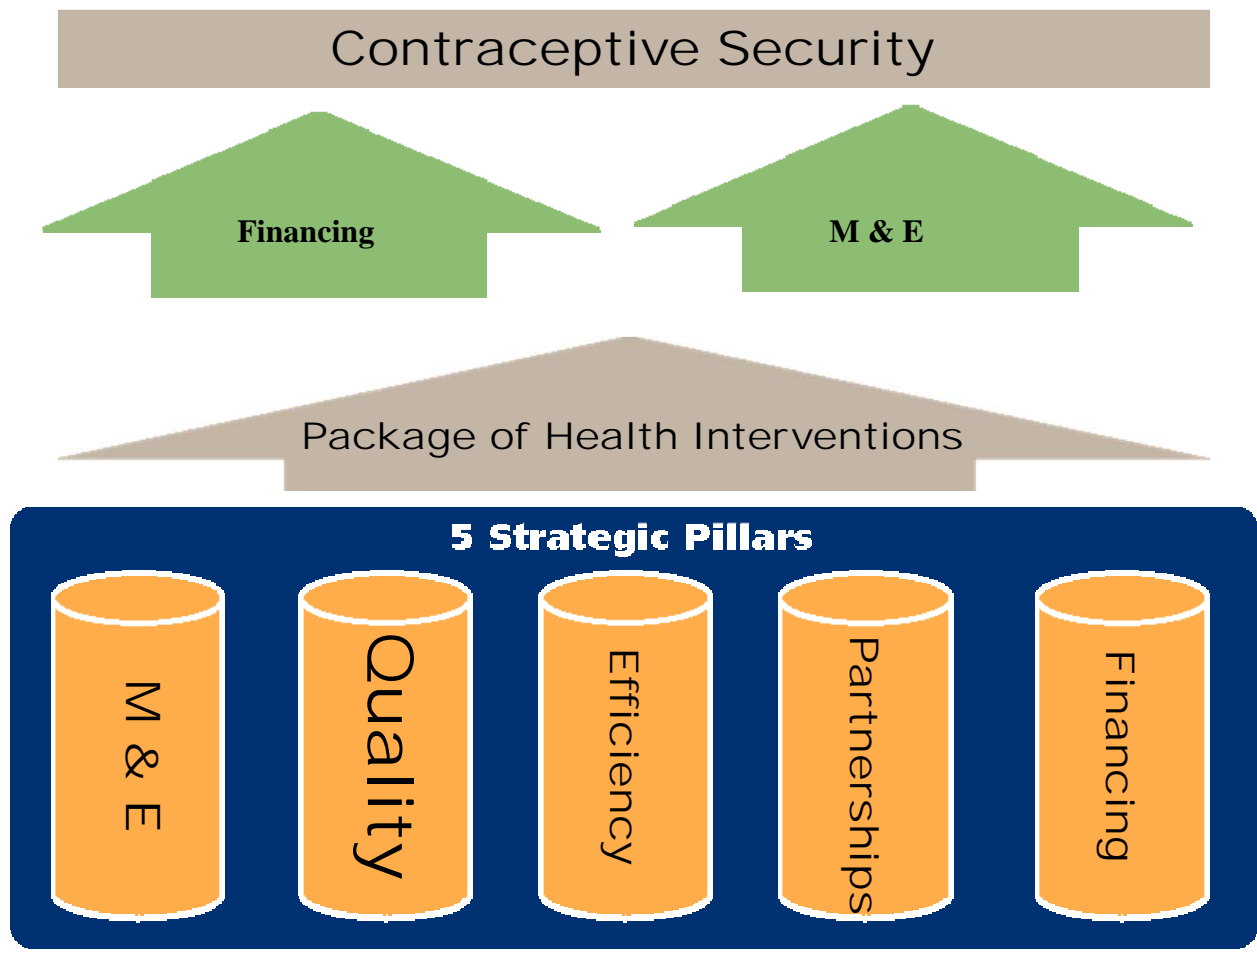 Contraceptive Security
Financing
M & E
Package of Health Interventions
5 Strategic Pillars
M & E
Quality
Efficiency
Partnerships
Financing